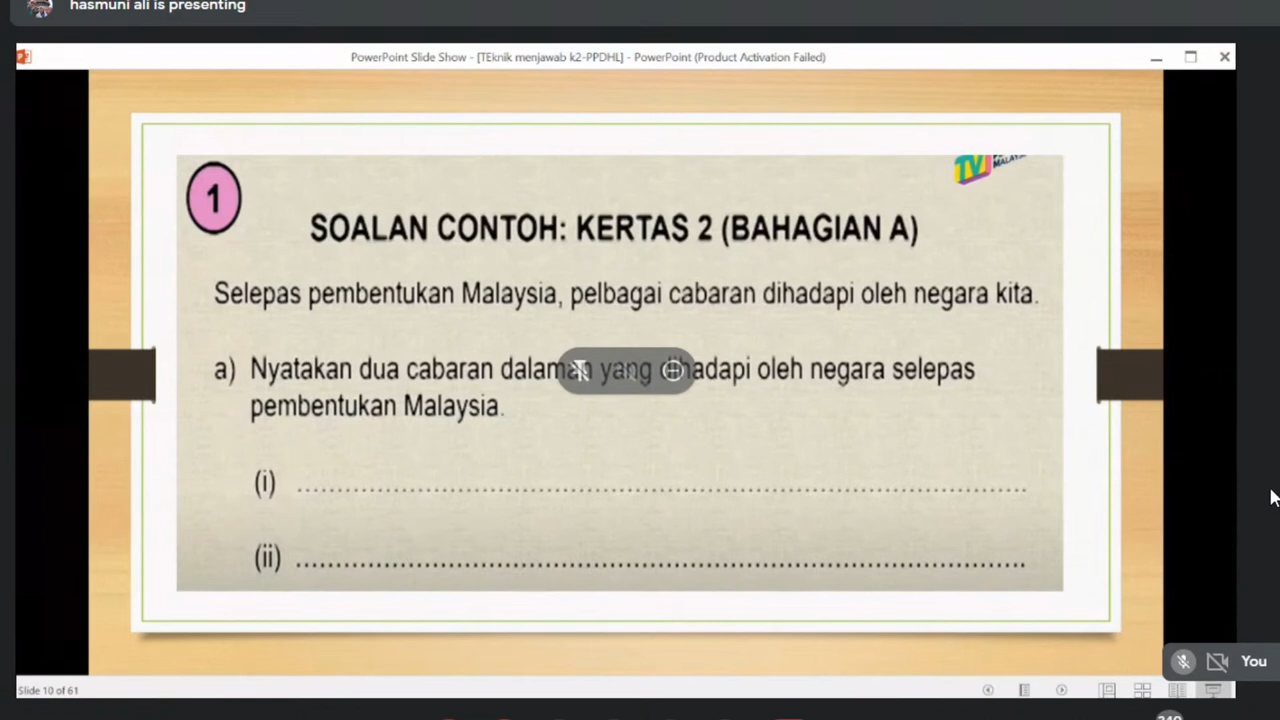 hasmuni ali is presenting
PowerPoint Slide Show - [TEknik menjawab k2-PPDHL] - PowerPoint (Product Activation Failed)
1
TV
SOALAN CONTOH: KERTAS 2 (BAHAGIAN A)
Selepas pembentukan Malaysia, pelbagai cabaran dihadapi oleh negara kita.
a) Nyatakan dua cabaran dalaman yang dihadapi oleh negara selepas
pembentukan Malaysia.
(i) ........................................................................
(ii) ........................................................................
You
Slide 10 of 61